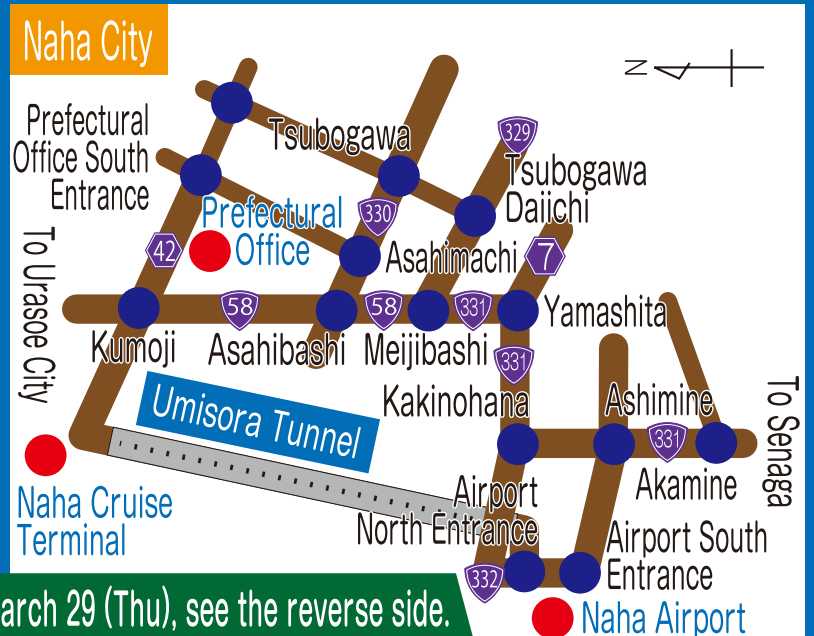 Naha City
N
Prefectural
Office South
Entrance
Tsubogawa
329
Tsubogawa
Daiichi
Prefectural
Office
330
42
Asahimachi
7
To Urasoe City
58
58
331
Yamashita
Kumoji
Asahibashi
Meijibashi
331
Kakinohana
Ashimine
Umisora Tunnel
331
To Senaga
Akamine
Naha Cruise
Terminal
Airport
North Entrance
Airport South
Entrance
332
arch 29 (Thu), see the reverse side.
Naha Airport